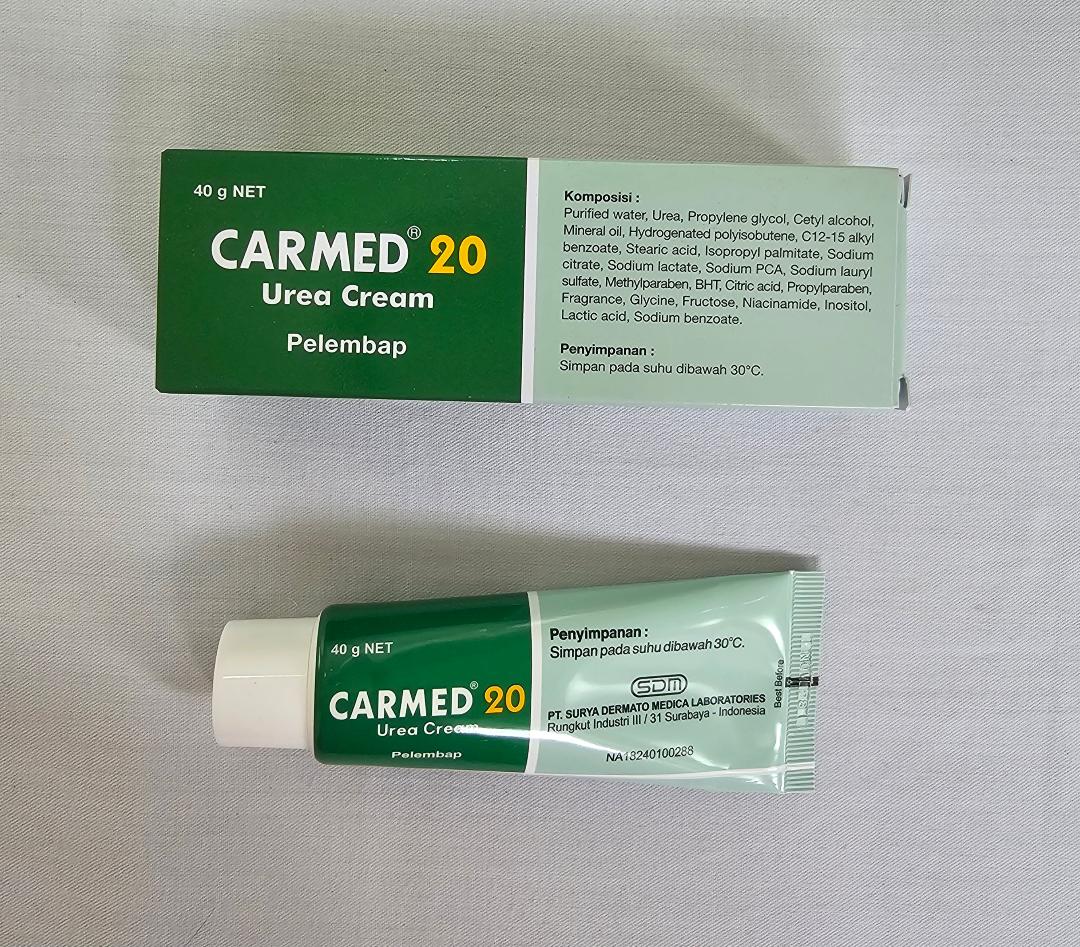 40 g NET
CARMED® 20
Urea Cream
Pelembap
Komposisi :
Purified water, Urea, Propylene glycol, Cetyl alcohol,
Mineral oil, Hydrogenated polyisobutene, C12-15 alkyl
benzoate, Stearic acid, Isopropyl palmitate, Sodium
citrate, Sodium lactate, Sodium PCA, Sodium lauryl
sulfate, Methylparaben, BHT, Citric acid, Propylparaben,
Fragrance, Glycine, Fructose, Niacinamide, Inositol,
Lactic acid, Sodium benzoate.
Penyimpanan :
Simpan pada suhu dibawah 30°C.
40 g NET
CARMED® 20
Urea Cream
Pelembap
Penyimpanan :
Simpan pada suhu dibawah 30°C.
SDM
PT. SURYA DERMATO MEDICA LABORATORIES
Rungkut Industri III / 31 Surabaya - Indonesia
NA18240100288
Best Before